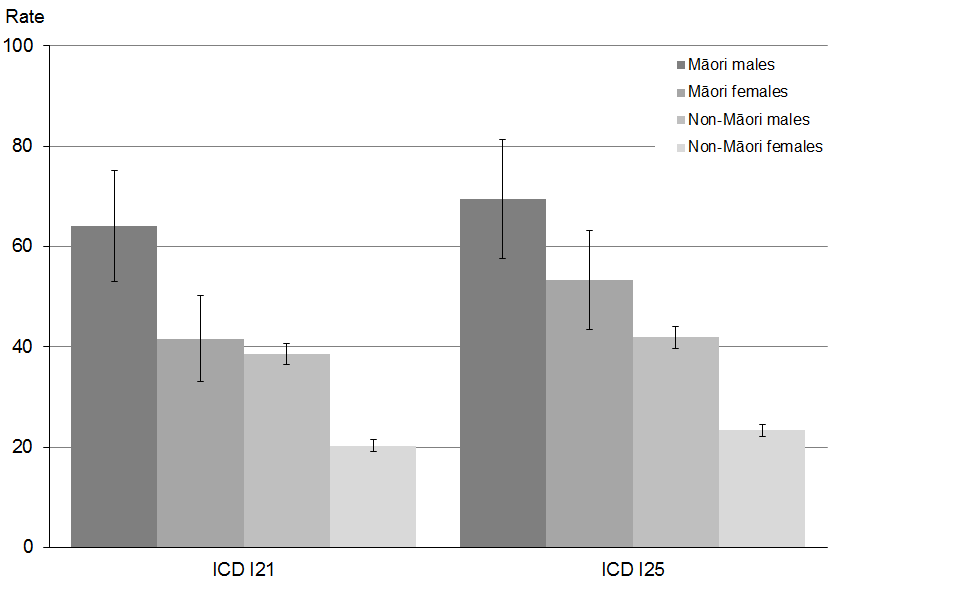 Rate
100
80
60
40
20
0
Māori males
Māori females
Non-Māori males
Non-Māori females
ICD I21
ICD I25